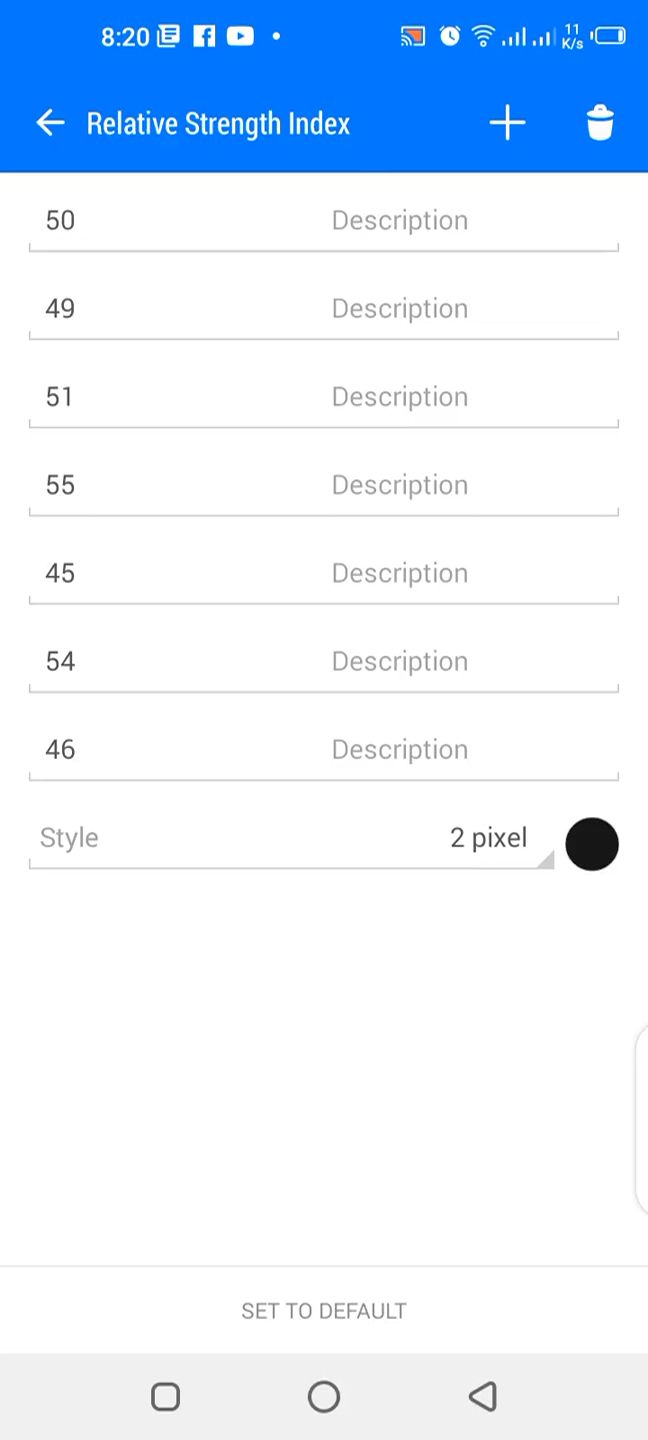 8:20 11 K/s
Relative Strength Index
50 Description
49 Description
51 Description
55 Description
45 Description
54 Description
46 Description
Style 2 pixel
SET TO DEFAULT